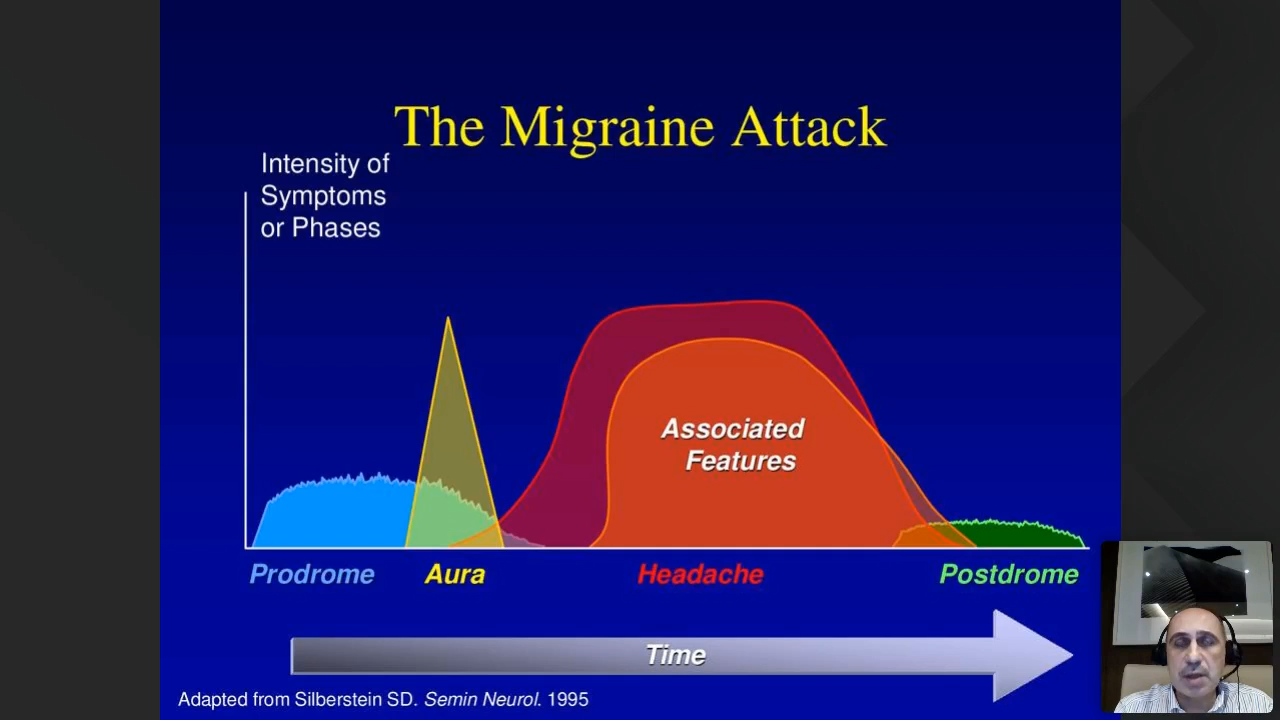 The Migraine Attack
Intensity of
Symptoms
or Phases
Associated
Features
Prodrome
Aura
Headache
Postdrome
Time
Adapted from Silberstein SD. Semin Neurol. 1995